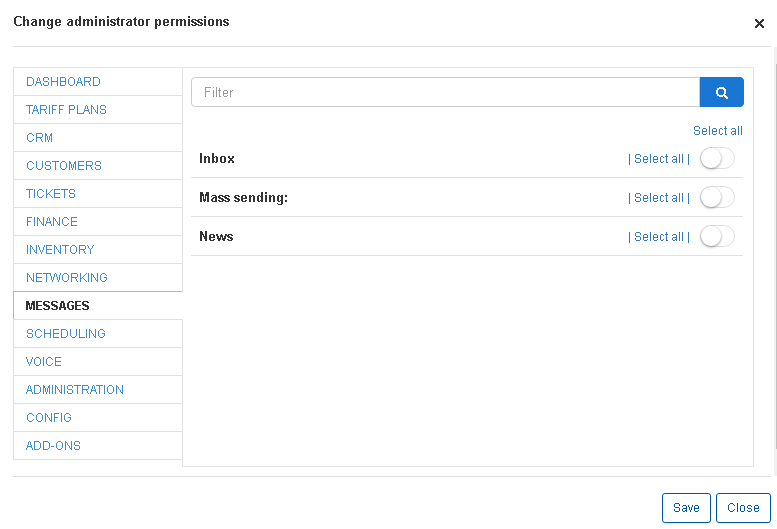 Change administrator permissions
DASHBOARD
TARIFF PLANS
CRM
CUSTOMERS
TICKETS
FINANCE
INVENTORY
NETWORKING
MESSAGES
SCHEDULING
VOICE
ADMINISTRATION
CONFIG
ADD-ONS
Filter
Select all
Inbox | Select all |
Mass sending: | Select all |
News | Select all |
Save Close